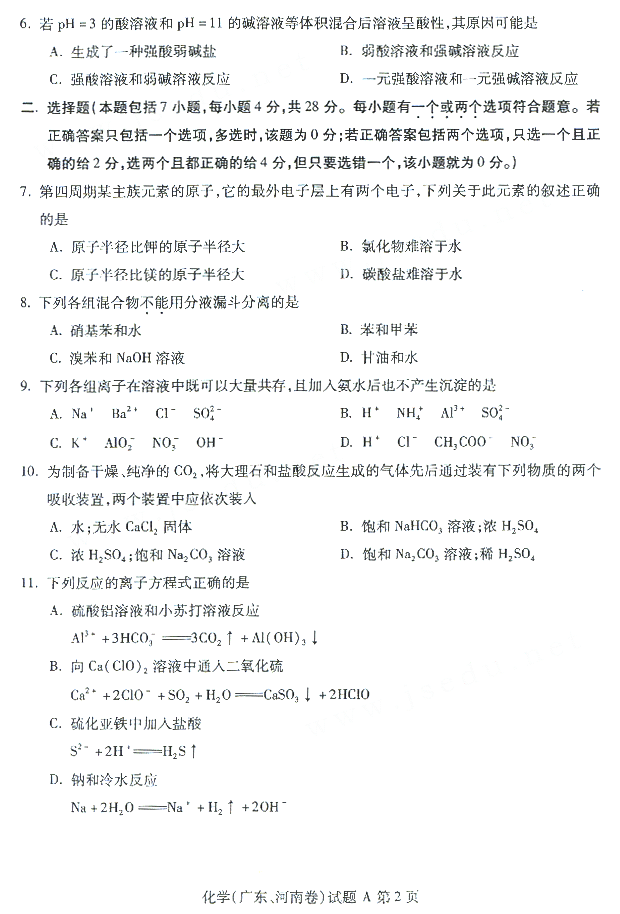 6. 若 pH = 3 的酸溶液和 pH = 11 的碱溶液等体积混合后溶液呈酸性,其原因可能是
A. 生成了一种强酸弱碱盐 B. 弱酸溶液和强碱溶液反应
C. 强酸溶液和弱碱溶液反应 D. 一元强酸溶液和一元强碱溶液反应
二. 选择题(本题包括 7 小题,每小题 4 分,共 28 分。每小题有一个或两个选项符合题意。若
正确答案只包括一个选项,多选时,该题为 0 分;若正确答案包括两个选项,只选一个且正
确的给 2 分,选两个且都正确的给 4 分,但只要选错一个,该小题就为 0 分。)
7. 第四周期某主族元素的原子,它的最外电子层上有两个电子,下列关于此元素的叙述正确
的是
A. 原子半径比钾的原子半径大 B. 氯化物难溶于水
C. 原子半径比镁的原子半径大 D. 碳酸盐难溶于水
8. 下列各组混合物不能用分液漏斗分离的是
A. 硝基苯和水 B. 苯和甲苯
C. 溴苯和 NaOH 溶液 D. 甘油和水
9. 下列各组离子在溶液中既可以大量共存,且加入氨水后也不产生沉淀的是
A. Na⁺ Ba²⁺ Cl⁻ SO₄²⁻ B. H⁺ NH₄⁺ Al³⁺ SO₄²⁻
C. K⁺ AlO₂⁻ NO₃⁻ OH⁻ D. H⁺ Cl⁻ CH₃COO⁻ NO₃⁻
10. 为制备干燥、纯净的 CO₂,将大理石和盐酸反应生成的气体先后通过装有下列物质的两个
吸收装置,两个装置中应依次装入
A. 水;无水 CaCl₂ 固体 B. 饱和 NaHCO₃ 溶液;浓 H₂SO₄
C. 浓 H₂SO₄;饱和 Na₂CO₃ 溶液 D. 饱和 Na₂CO₃ 溶液;稀 H₂SO₄
11. 下列反应的离子方程式正确的是
A. 硫酸铝溶液和小苏打溶液反应
Al³⁺ + 3HCO₃⁻ ══ 3CO₂↑ + Al(OH)₃↓
B. 向 Ca(ClO)₂ 溶液中通入二氧化硫
Ca²⁺ + 2ClO⁻ + SO₂ + H₂O ══ CaSO₃↓ + 2HClO
C. 硫化亚铁中加入盐酸
S²⁻ + 2H⁺ ══ H₂S↑
D. 钠和冷水反应
Na + 2H₂O ══ Na⁺ + H₂↑ + 2OH⁻
化学(广东、河南卷)试题 A 第 2 页